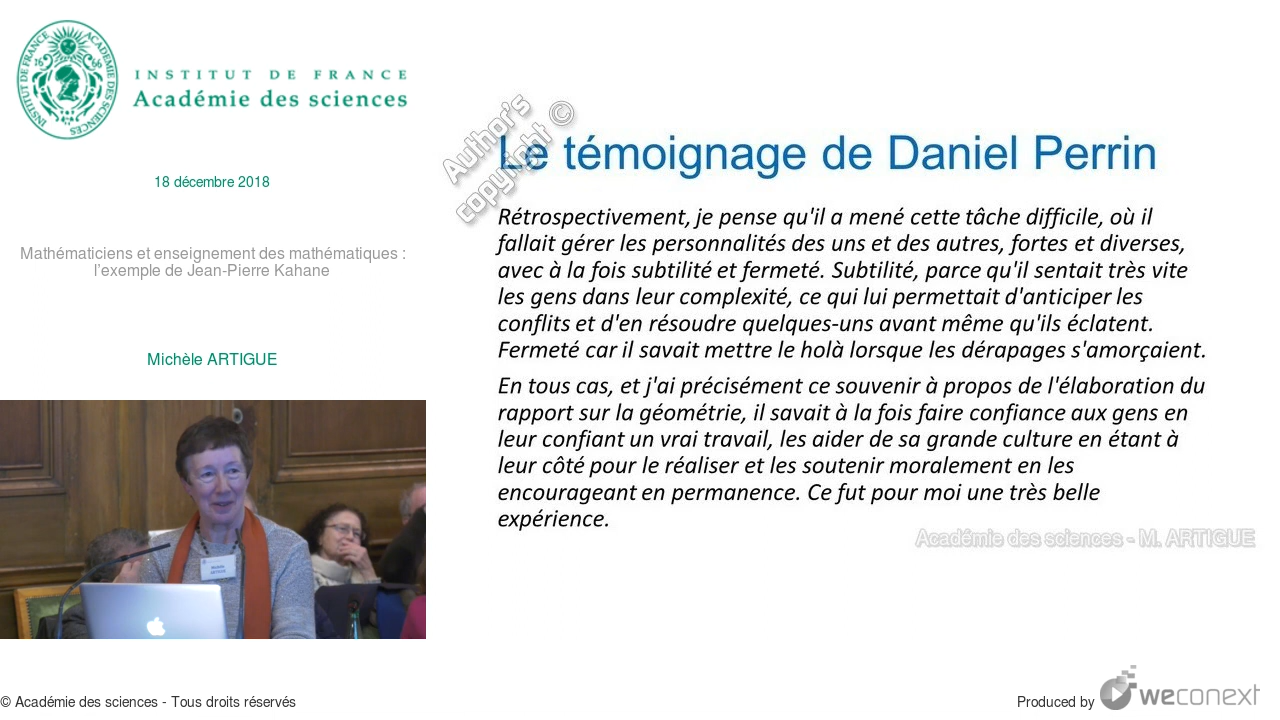 INSTITUT DE FRANCE
Académie des sciences
18 décembre 2018
Mathématiciens et enseignement des mathématiques :
l'exemple de Jean-Pierre Kahane
Michèle ARTIGUE
Author's
copyright ©
Le témoignage de Daniel Perrin
Rétrospectivement, je pense qu'il a mené cette tâche difficile, où il
fallait gérer les personnalités des uns et des autres, fortes et diverses,
avec à la fois subtilité et fermeté. Subtilité, parce qu'il sentait très vite
les gens dans leur complexité, ce qui lui permettait d'anticiper les
conflits et d'en résoudre quelques-uns avant même qu'ils éclatent.
Fermeté car il savait mettre le holà lorsque les dérapages s'amorçaient.
En tous cas, et j'ai précisément ce souvenir à propos de l'élaboration du
rapport sur la géométrie, il savait à la fois faire confiance aux gens en
leur confiant un vrai travail, les aider de sa grande culture en étant à
leur côté pour le réaliser et les soutenir moralement en les
encourageant en permanence. Ce fut pour moi une très belle
expérience.
Académie des sciences - M. ARTIGUE
© Académie des sciences - Tous droits réservés
Produced by weconext